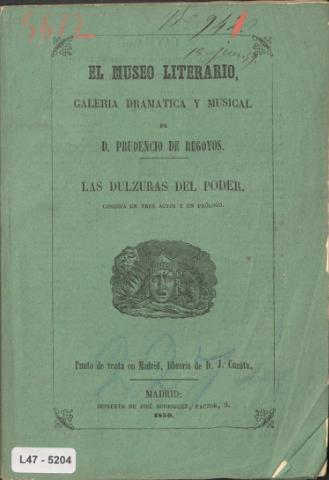 5612
EL MUSEO LITERARIO,
GALERIA DRAMATICA Y MUSICAL
DE
D. PRUDENCIO DE REGOYOS.
LAS DULZURAS DEL PODER.
COMEDIA EN TRES ACTOS Y UN PRÓLOGO.
Punto de venta en Madrid, librería de D. J. Cuesta.
MADRID:
IMPRENTA DE JOSÉ RODRIGUEZ, FACTOR, 9.
1859.
L47 - 5204